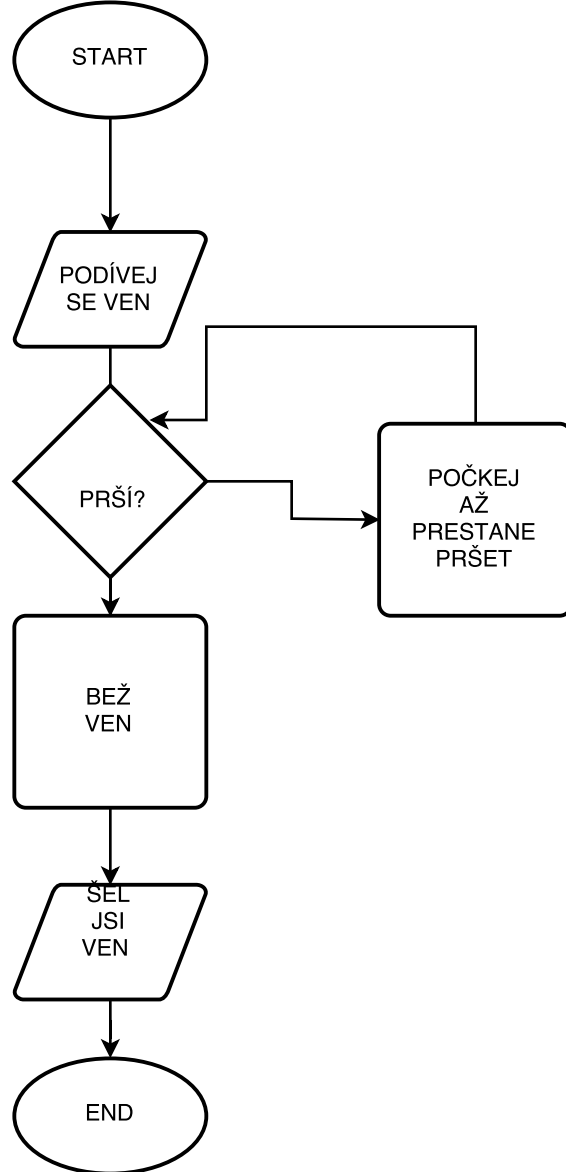 START
PODÍVEJ
SE VEN
PRŠÍ?
POČKEJ
AŽ
PRESTANE
PRŠET
BEŽ
VEN
ŠEL
JSI
VEN
END